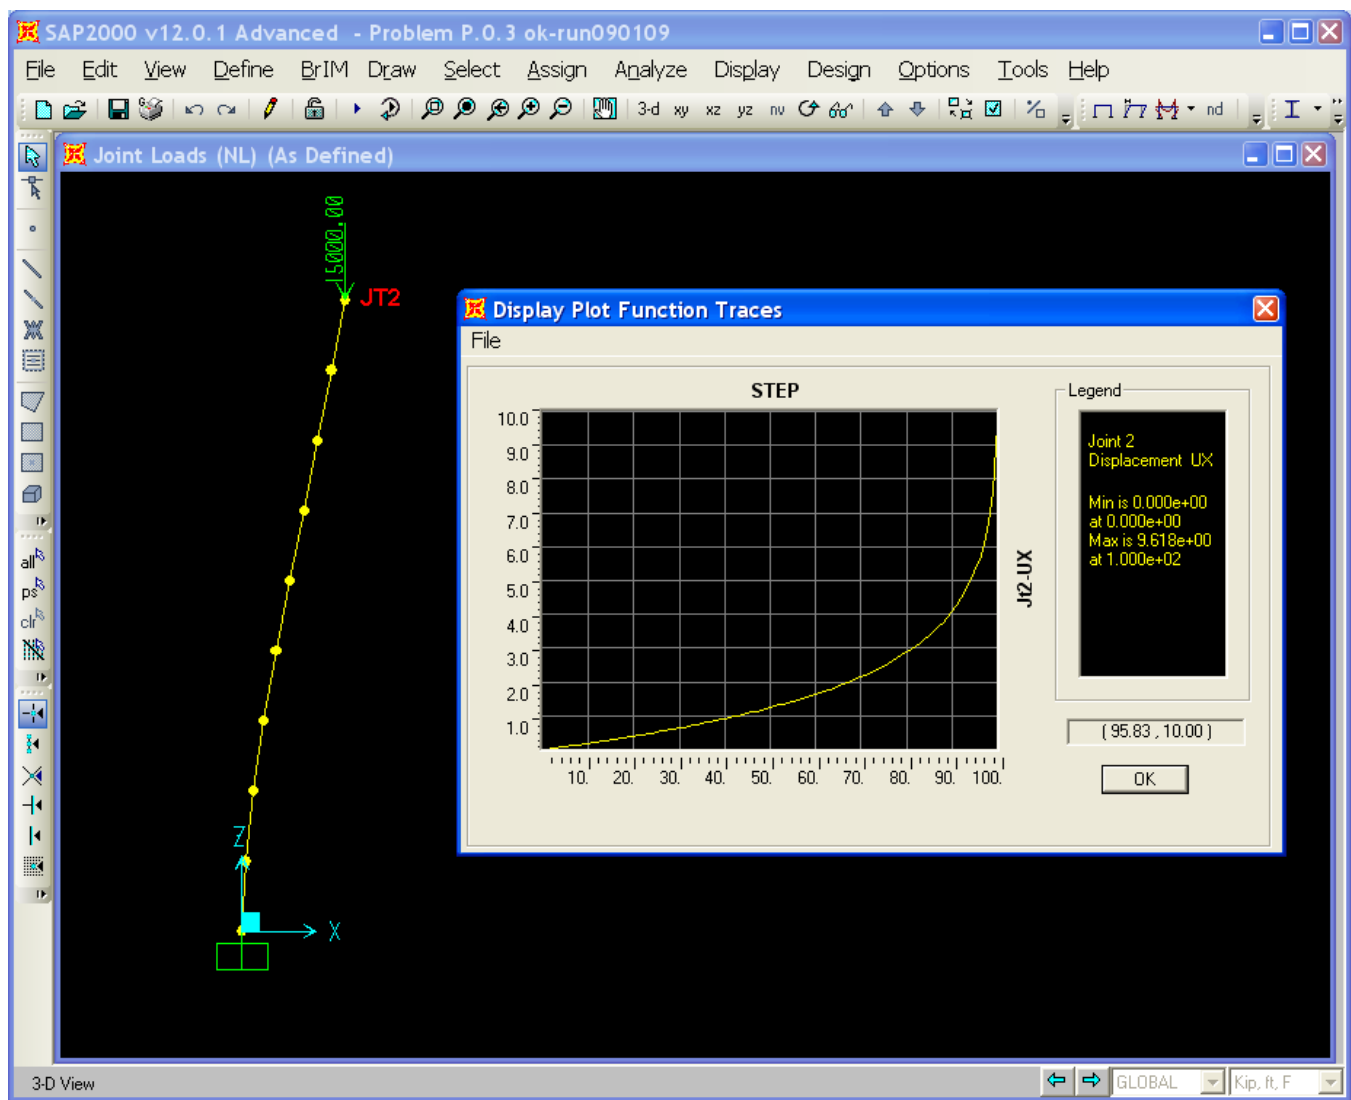 SAP2000 v12.0.1 Advanced - Problem P.0.3 ok-run090109
File Edit View Define BrIM Draw Select Assign Analyze Display Design Options Tools Help
3-d xy xz yz nv nd
Joint Loads (NL) (As Defined)
15000.00
JT2
Display Plot Function Traces
File
STEP
Legend
10.0
9.0
8.0
7.0
6.0
5.0
4.0
3.0
2.0
1.0
10. 20. 30. 40. 50. 60. 70. 80. 90. 100.
Jt2-UX
Joint 2
Displacement UX
Min is 0.000e+00
at 0.000e+00
Max is 9.618e+00
at 1.000e+02
( 95.83 , 10.00 )
OK
all
ps
clr
Z
X
3-D View
GLOBAL
Kip, ft, F